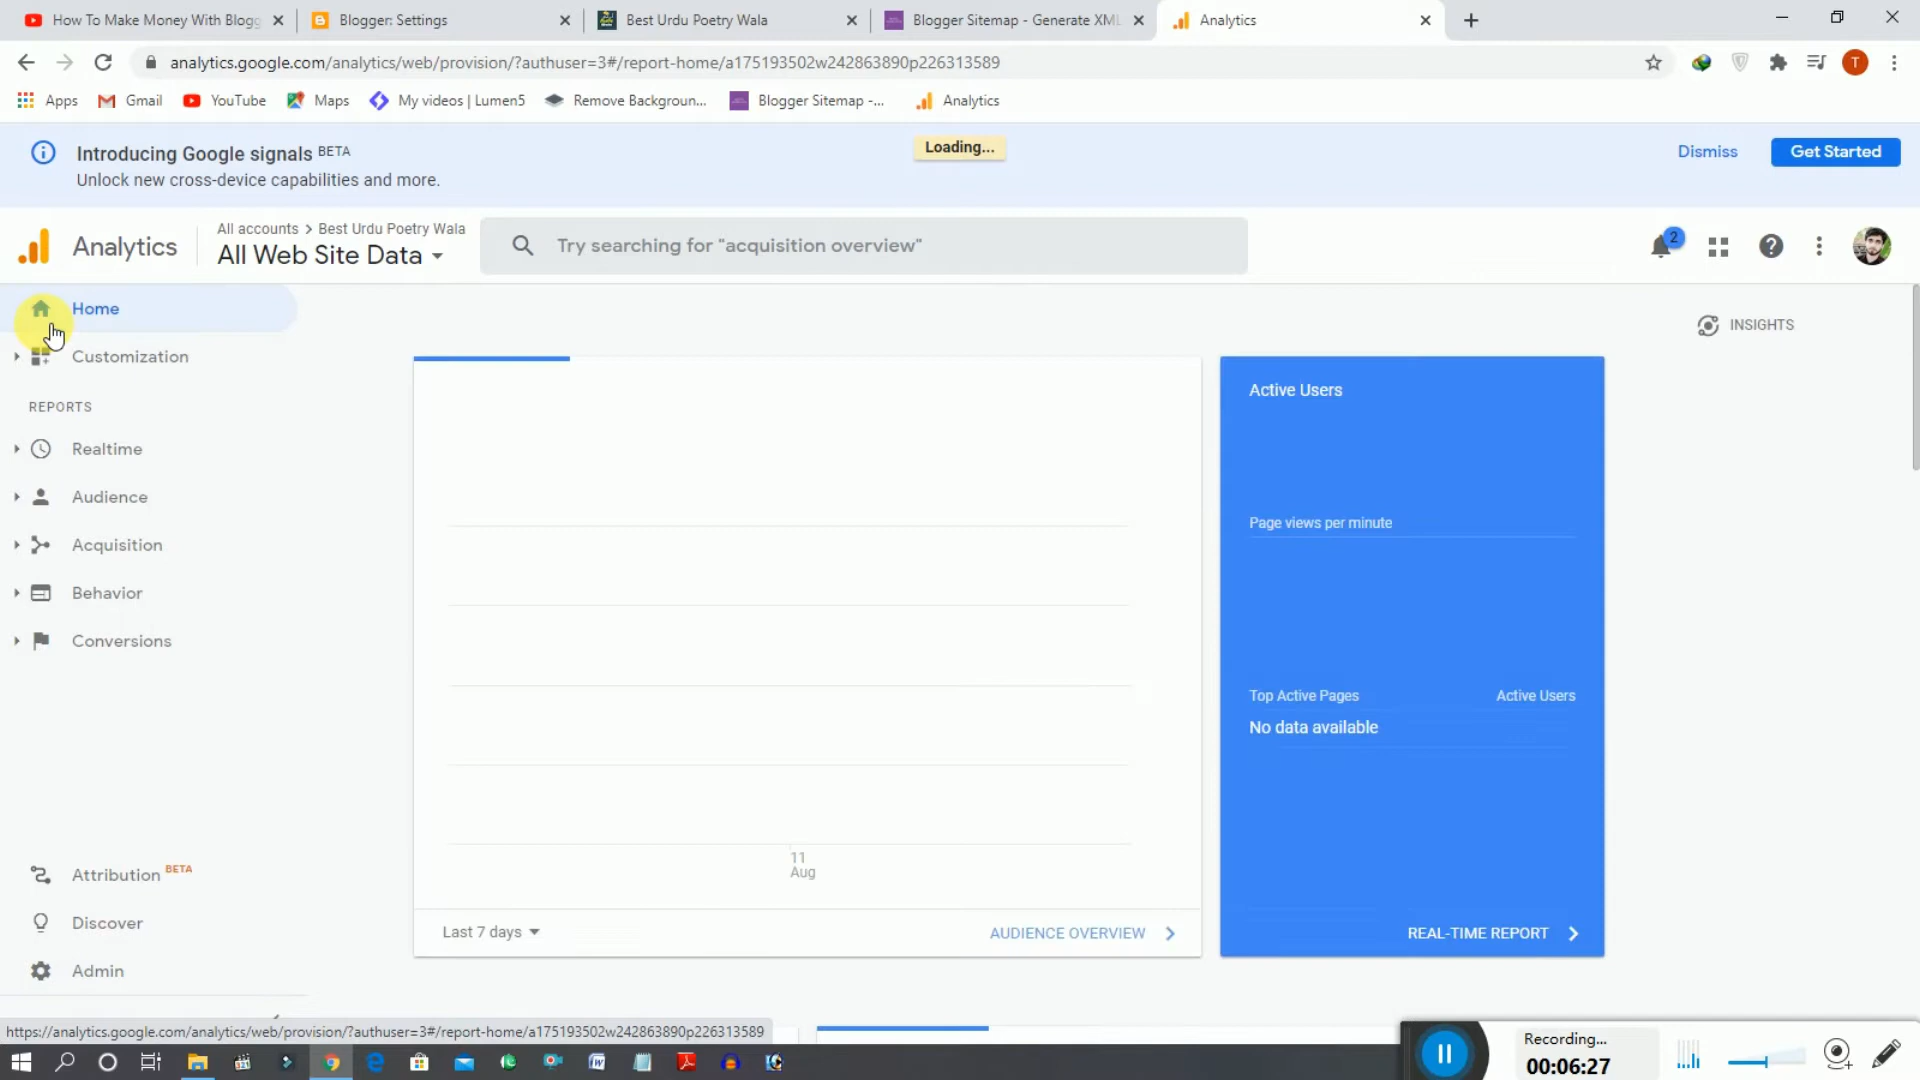 How To Make Money With Blogg
Blogger: Settings
Best Urdu Poetry Wala
Blogger Sitemap - Generate XML
Analytics
analytics.google.com/analytics/web/provision/?authuser=3#/report-home/a175193502w242863890p226313589
T
Apps
Gmail
YouTube
Maps
My videos | Lumen5
Remove Backgroun...
Blogger Sitemap -...
Analytics
Introducing Google signals BETA
Unlock new cross-device capabilities and more.
Loading...
Dismiss
Get Started
Analytics
All accounts > Best Urdu Poetry Wala
All Web Site Data
Try searching for "acquisition overview"
2
Home
Customization
REPORTS
Realtime
Audience
Acquisition
Behavior
Conversions
Attribution BETA
Discover
Admin
INSIGHTS
11
Aug
Last 7 days
AUDIENCE OVERVIEW
Active Users
Page views per minute
Top Active Pages
Active Users
No data available
REAL-TIME REPORT
https://analytics.google.com/analytics/web/provision/?authuser=3#/report-home/a175193502w242863890p226313589
Recording...
00:06:27